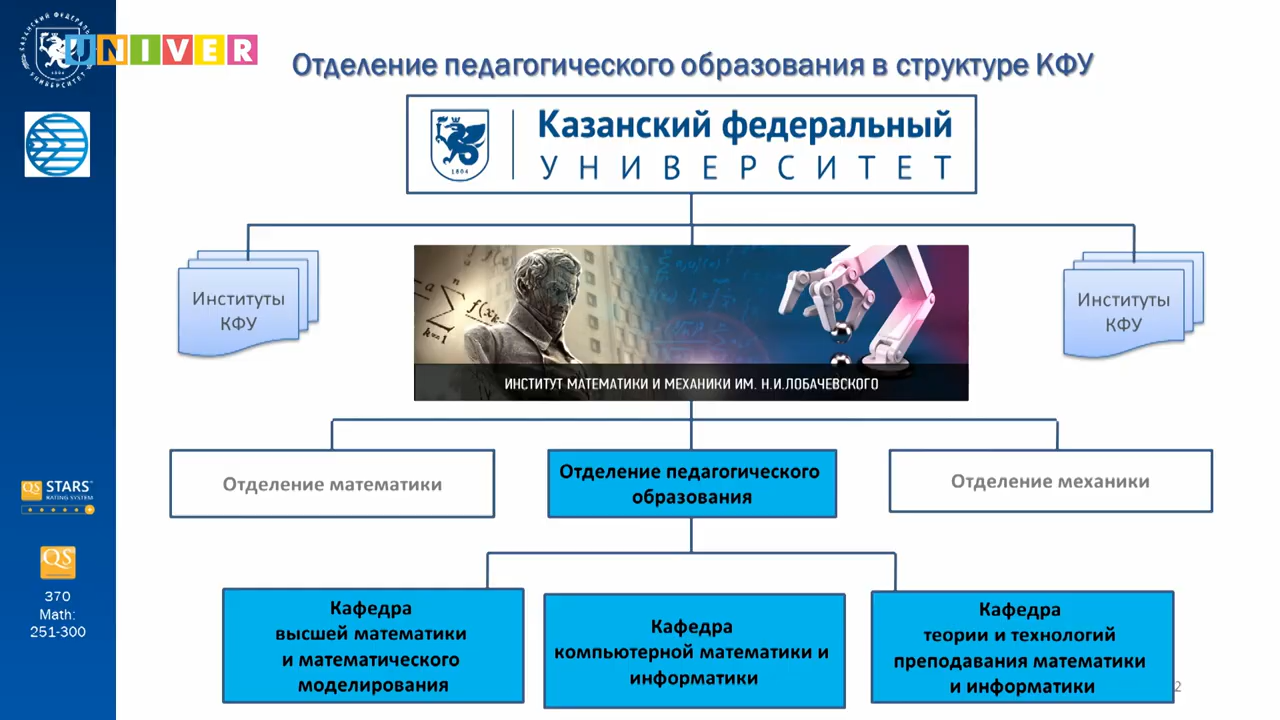 UNIVER
Отделение педагогического образования в структуре КФУ
Казанский федеральный
УНИВЕРСИТЕТ
1804
Институты
КФУ
Институты
КФУ
ИНСТИТУТ МАТЕМАТИКИ И МЕХАНИКИ ИМ. Н.И.ЛОБАЧЕВСКОГО
Отделение математики
Отделение педагогического
образования
Отделение механики
QS STARS
RATING SYSTEM
QS
370
Math:
251-300
Кафедра
высшей математики
и математического
моделирования
Кафедра
компьютерной математики и
информатики
Кафедра
теории и технологий
преподавания математики
и информатики
2